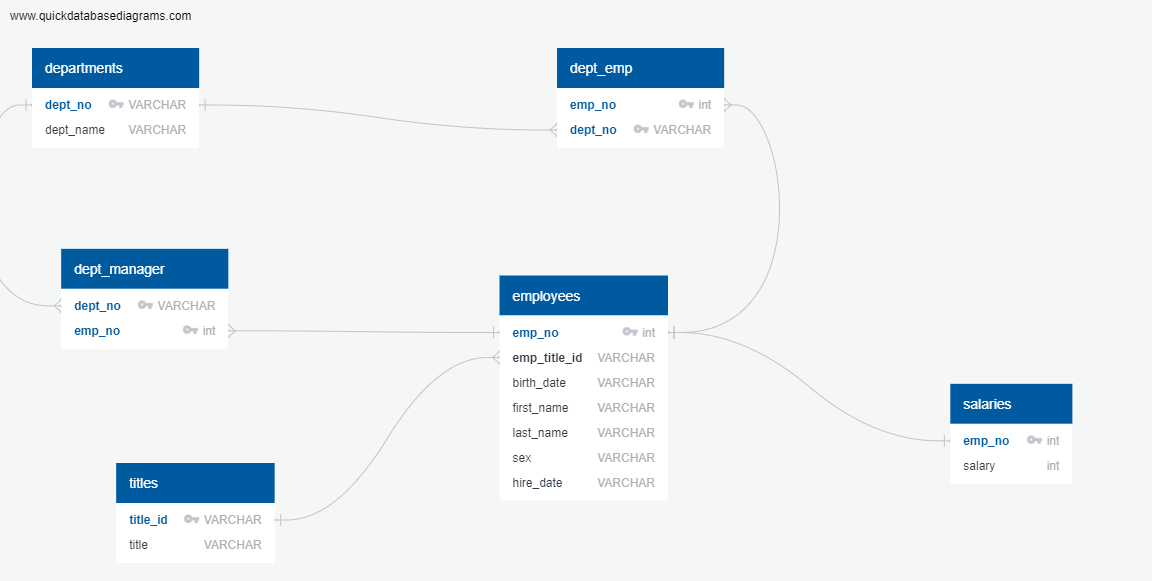 www.quickdatabasediagrams.com
departments
dept_no VARCHAR
dept_name VARCHAR
dept_emp
emp_no int
dept_no VARCHAR
dept_manager
dept_no VARCHAR
emp_no int
employees
emp_no int
emp_title_id VARCHAR
birth_date VARCHAR
first_name VARCHAR
last_name VARCHAR
sex VARCHAR
hire_date VARCHAR
salaries
emp_no int
salary int
titles
title_id VARCHAR
title VARCHAR